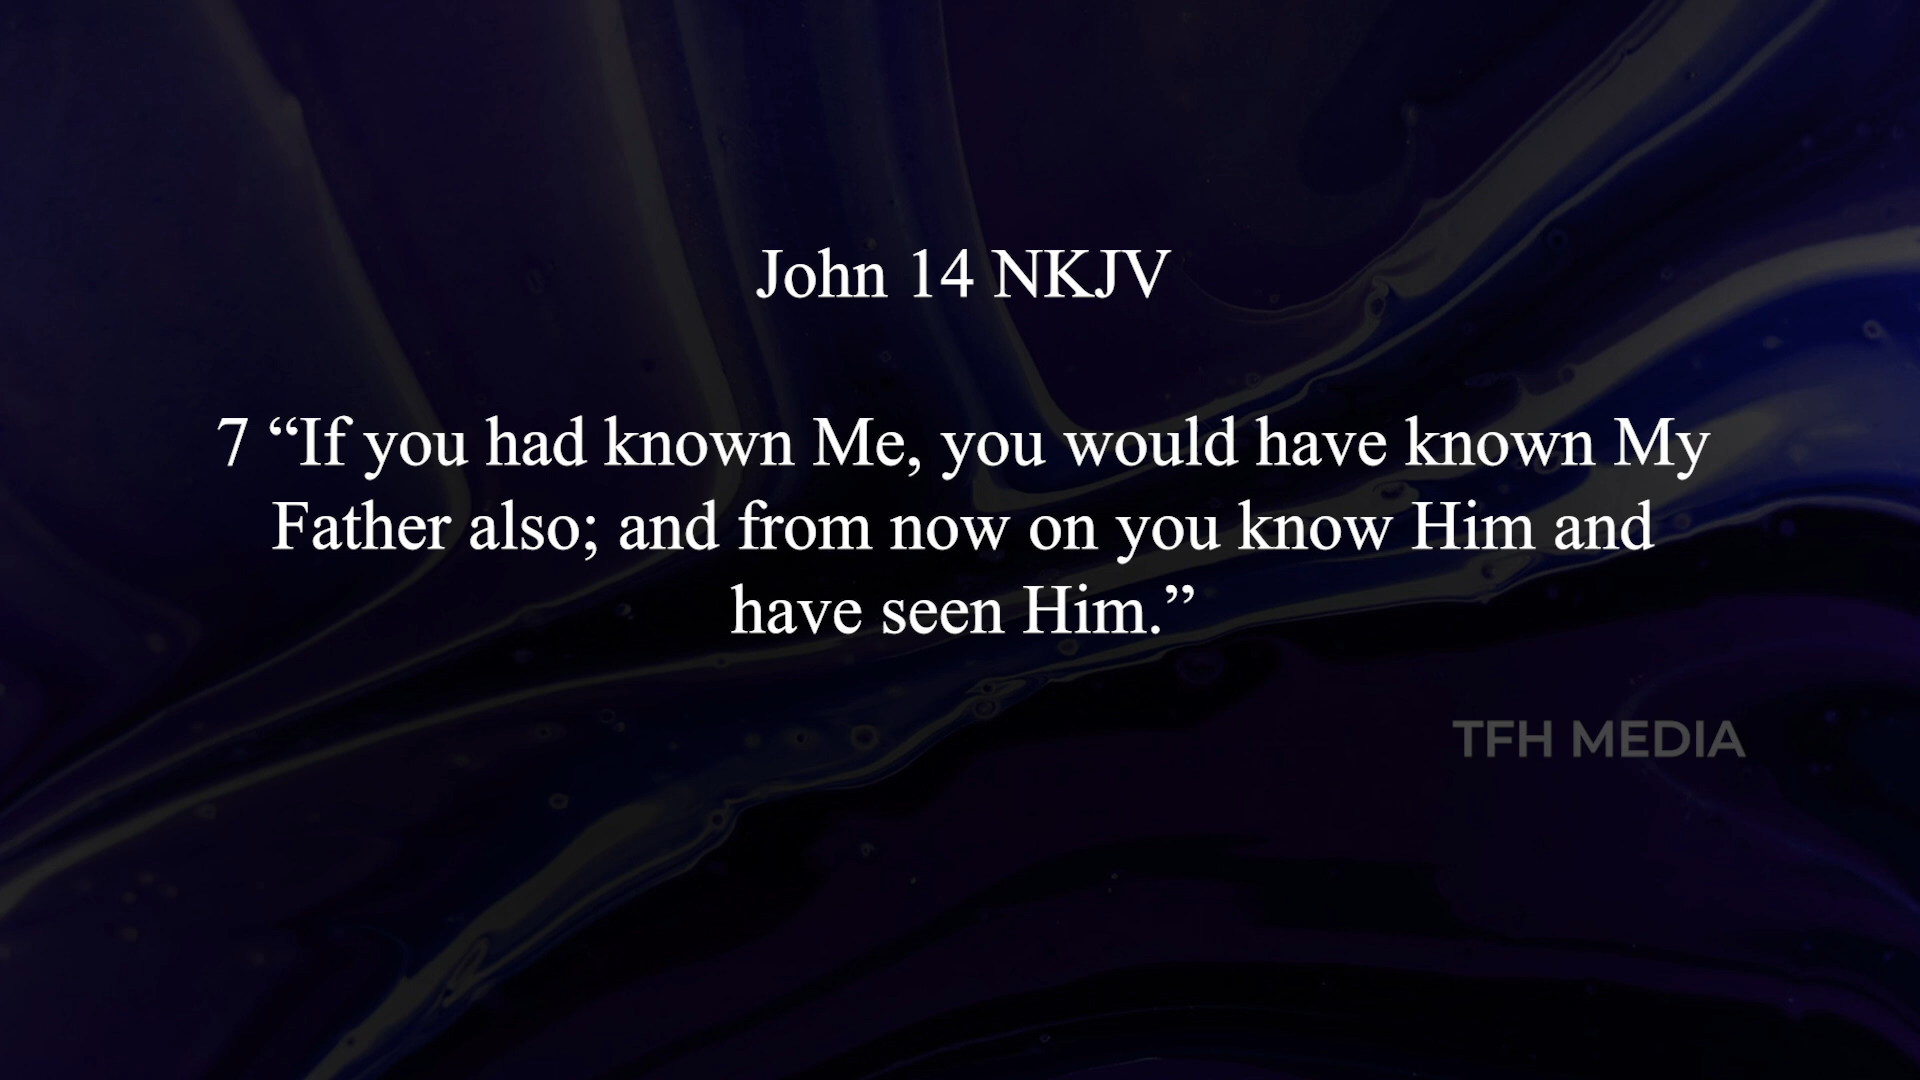 John 14 NKJV
7 “If you had known Me, you would have known My
Father also; and from now on you know Him and
have seen Him.”
TFH MEDIA